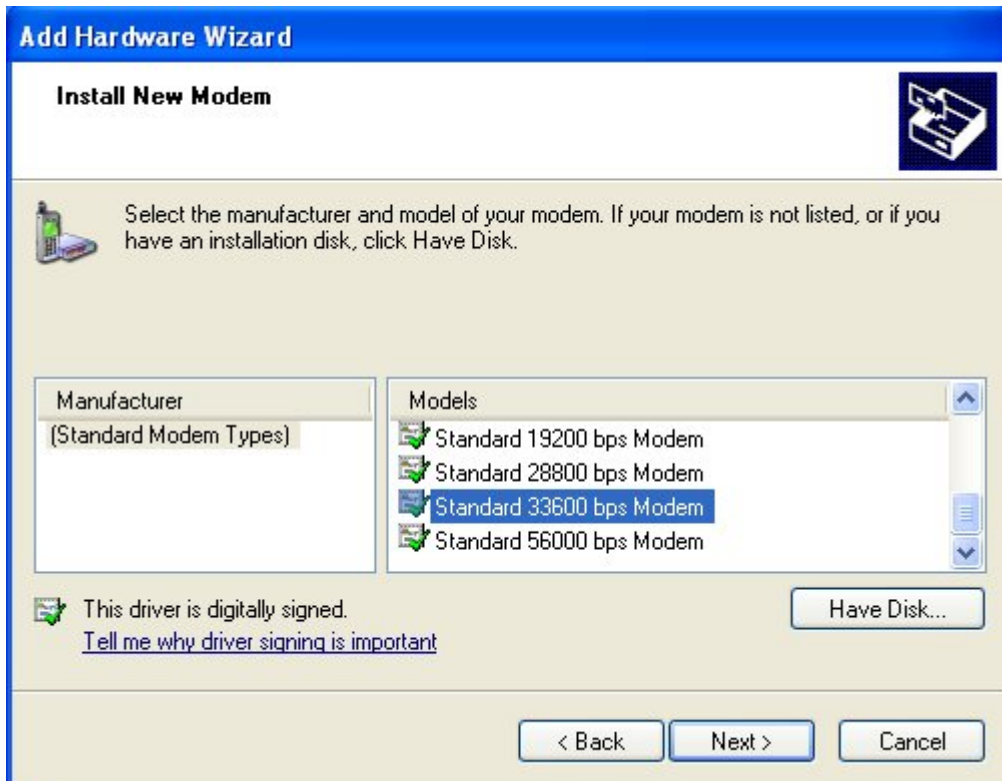 Add Hardware Wizard
Install New Modem
Select the manufacturer and model of your modem. If your modem is not listed, or if you
have an installation disk, click Have Disk.
Manufacturer
(Standard Modem Types)
Models
Standard 19200 bps Modem
Standard 28800 bps Modem
Standard 33600 bps Modem
Standard 56000 bps Modem
This driver is digitally signed.
Tell me why driver signing is important
Have Disk...
< Back
Next >
Cancel